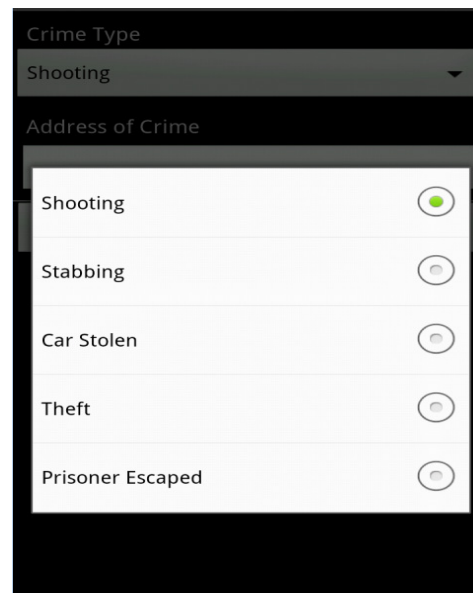 Crime Type
Shooting
Address of Crime
Shooting
Stabbing
Car Stolen
Theft
Prisoner Escaped